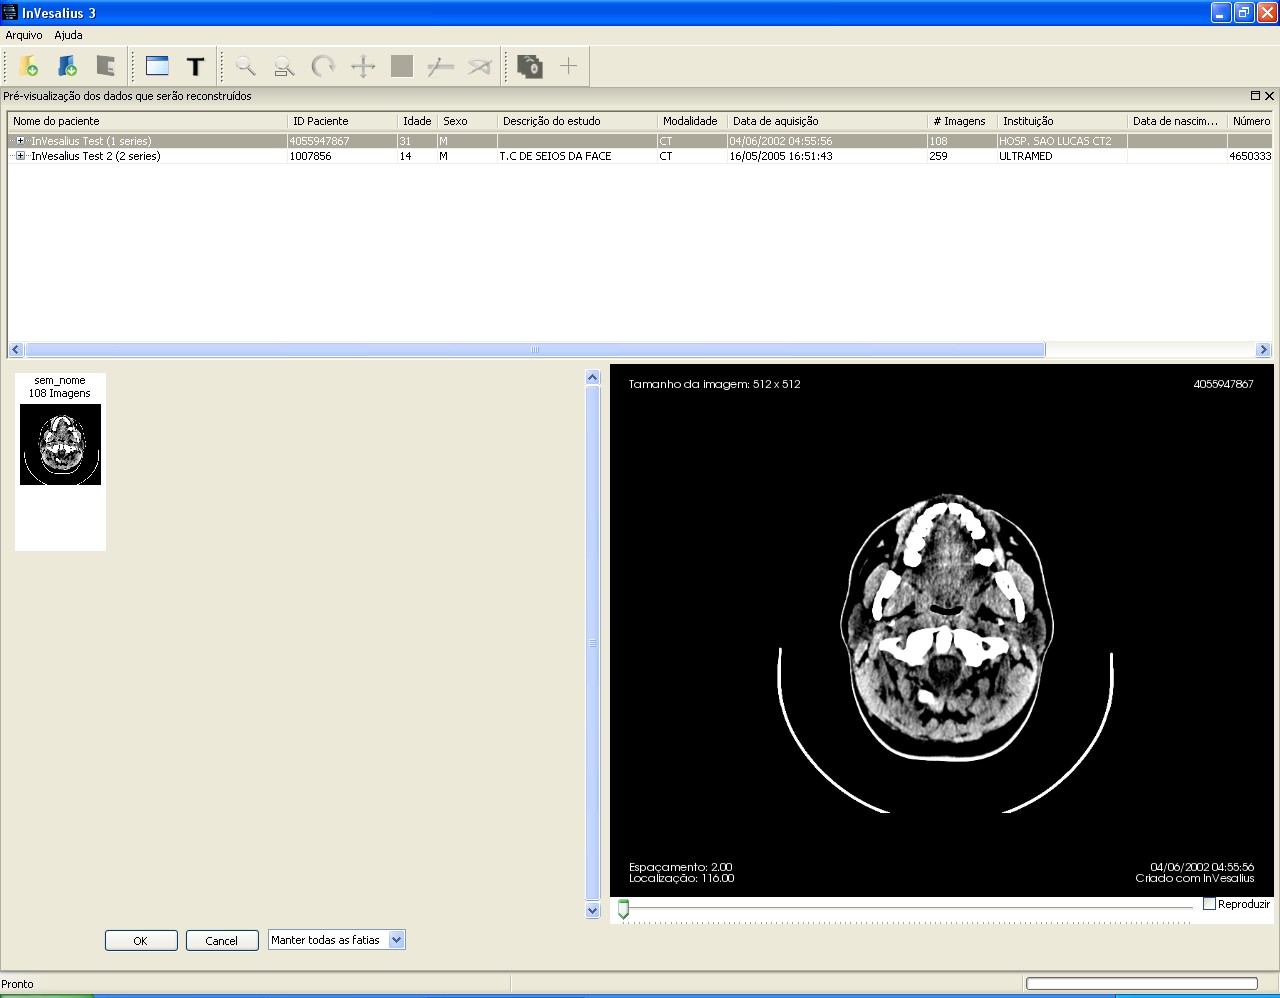 InVesalius 3
Arquivo Ajuda
T
Pré-visualização dos dados que serão reconstruídos
Nome do paciente ID Paciente Idade Sexo Descrição do estudo Modalidade Data de aquisição # Imagens Instituição Data de nascim... Número
InVesalius Test (1 series) 4055947867 31 M CT 04/06/2002 04:55:56 108 HOSP. SAO LUCAS CT2
InVesalius Test 2 (2 series) 1007856 14 M T.C DE SEIOS DA FACE CT 16/05/2005 16:51:43 259 ULTRAMED 4650333
sem_nome
108 Imagens
Tamanho da imagem: 512 x 512 4055947867
Espaçamento: 2.00 04/06/2002 04:55:56
Localização: 116.00 Criado com InVesalius
Reproduzir
OK Cancel Manter todas as fatias
Pronto